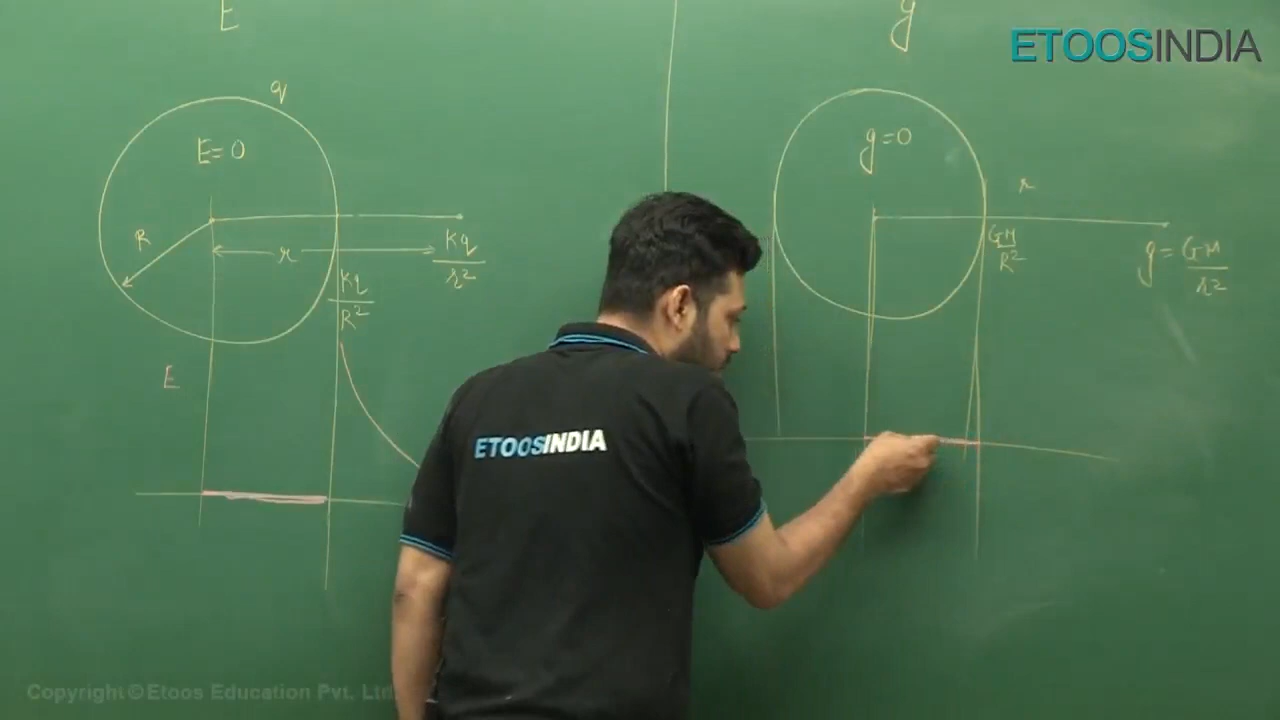 E
g
ETOOSINDIA
q
E=0
R
r
Kq
r²
Kq
R²
E
g=0
r
GM
R²
g = GM
r²
ETOOSINDIA
Copyright © Etoos Education Pvt. Ltd